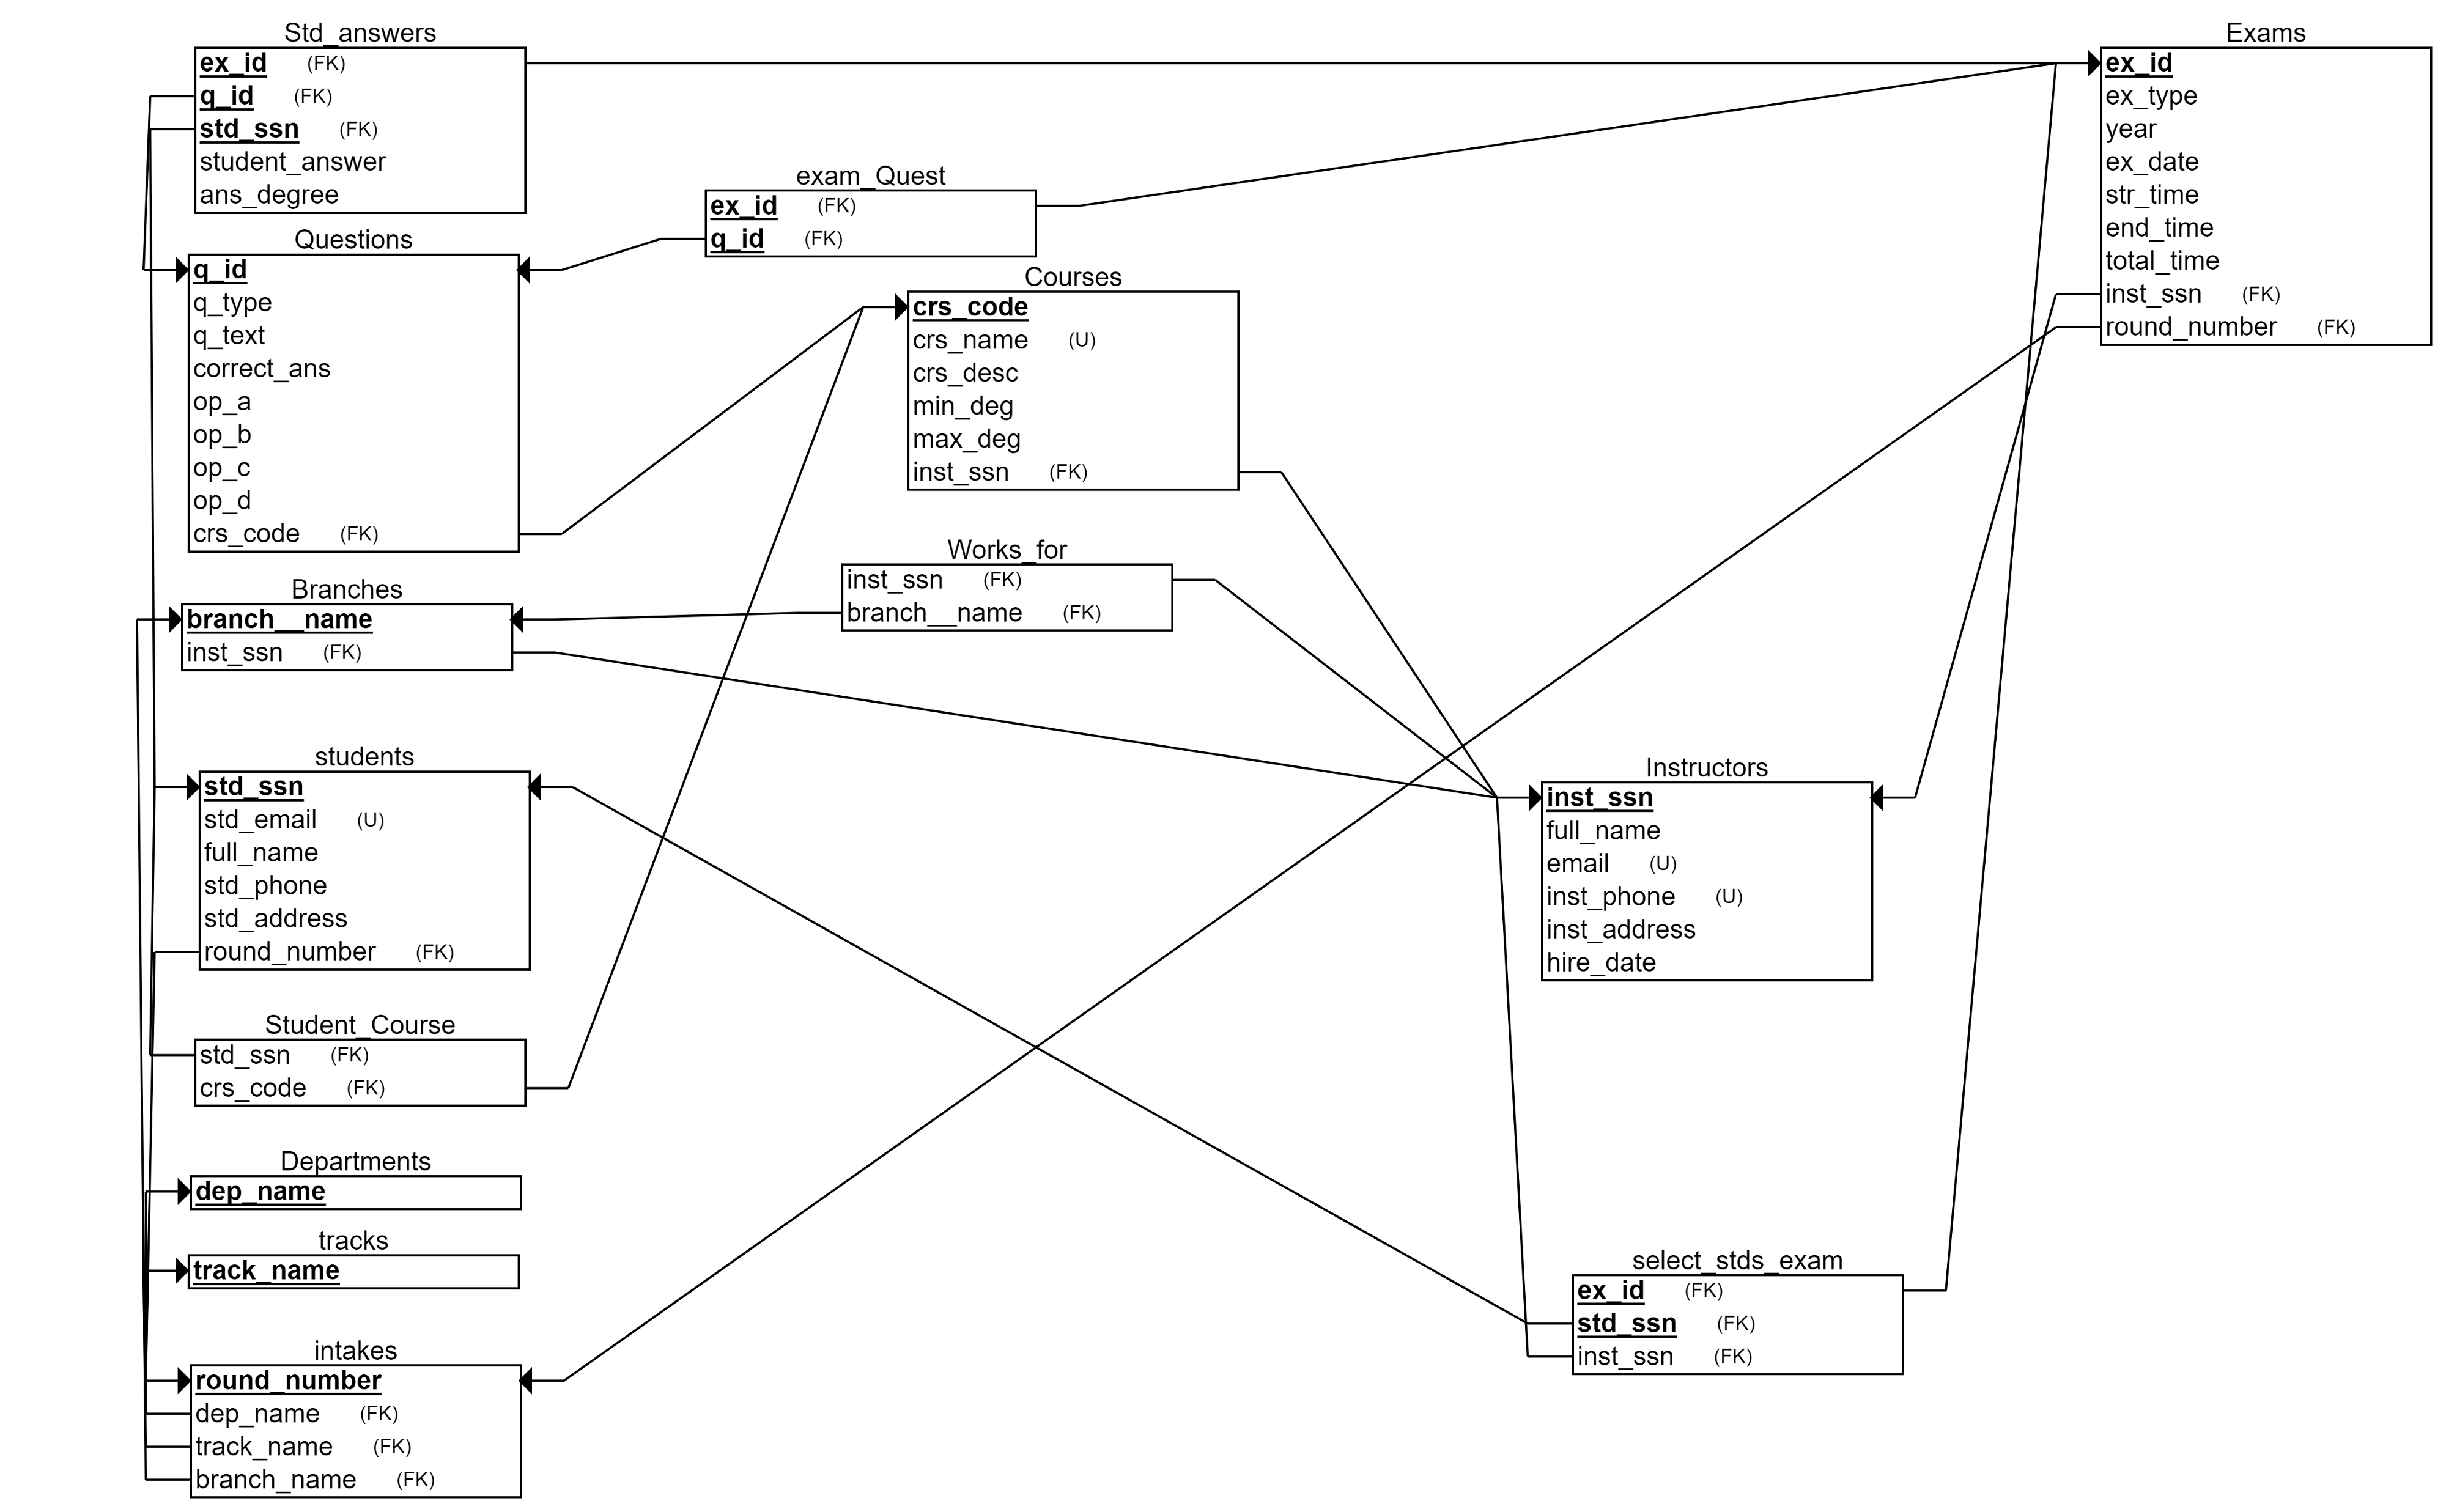 Std_answers
ex_id (FK)
q_id (FK)
std_ssn (FK)
student_answer
ans_degree
Questions
q_id
q_type
q_text
correct_ans
op_a
op_b
op_c
op_d
crs_code (FK)
Branches
branch__name
inst_ssn (FK)
students
std_ssn
std_email (U)
full_name
std_phone
std_address
round_number (FK)
Student_Course
std_ssn (FK)
crs_code (FK)
Departments
dep_name
tracks
track_name
intakes
round_number
dep_name (FK)
track_name (FK)
branch_name (FK)
exam_Quest
ex_id (FK)
q_id (FK)
Courses
crs_code
crs_name (U)
crs_desc
min_deg
max_deg
inst_ssn (FK)
Works_for
inst_ssn (FK)
branch__name (FK)
Exams
ex_id
ex_type
year
ex_date
str_time
end_time
total_time
inst_ssn (FK)
round_number (FK)
Instructors
inst_ssn
full_name
email (U)
inst_phone (U)
inst_address
hire_date
select_stds_exam
ex_id (FK)
std_ssn (FK)
inst_ssn (FK)